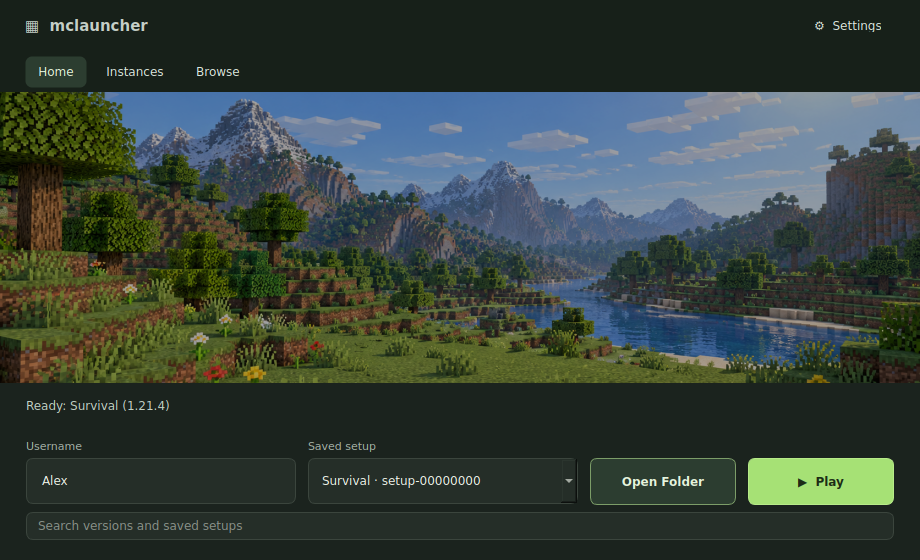 mclauncher
Settings
Home Instances Browse
Ready: Survival (1.21.4)
Username
Saved setup
Alex
Survival · setup-00000000
Open Folder
Play
Search versions and saved setups